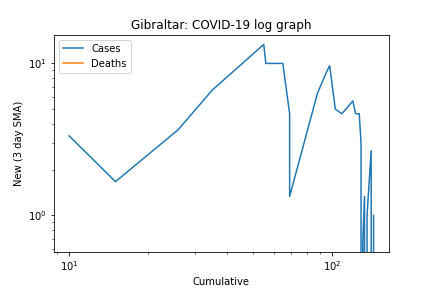 Gibraltar: COVID-19 log graph
Cases
Deaths
10¹
10⁰
New (3 day SMA)
10¹ 10²
Cumulative